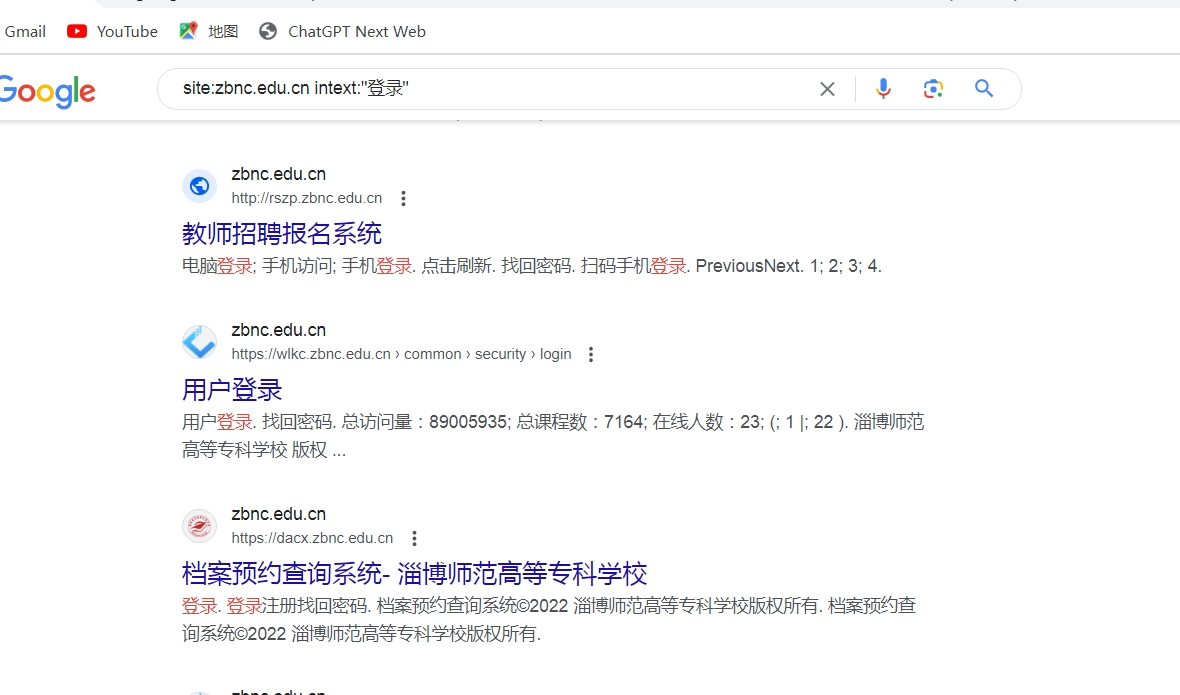 Gmail YouTube 地图 ChatGPT Next Web
Google
site:zbnc.edu.cn intext:"登录"
zbnc.edu.cn
http://rszp.zbnc.edu.cn
教师招聘报名系统
电脑登录; 手机访问; 手机登录. 点击刷新. 找回密码. 扫码手机登录. PreviousNext. 1; 2; 3; 4.
zbnc.edu.cn
https://wlkc.zbnc.edu.cn › common › security › login
用户登录
用户登录. 找回密码. 总访问量：89005935; 总课程数：7164; 在线人数：23; (; 1 |; 22 ). 淄博师范
高等专科学校 版权 ...
zbnc.edu.cn
https://dacx.zbnc.edu.cn
档案预约查询系统- 淄博师范高等专科学校
登录. 登录注册找回密码. 档案预约查询系统©2022 淄博师范高等专科学校版权所有. 档案预约查
询系统©2022 淄博师范高等专科学校版权所有.
zbnc.edu.cn